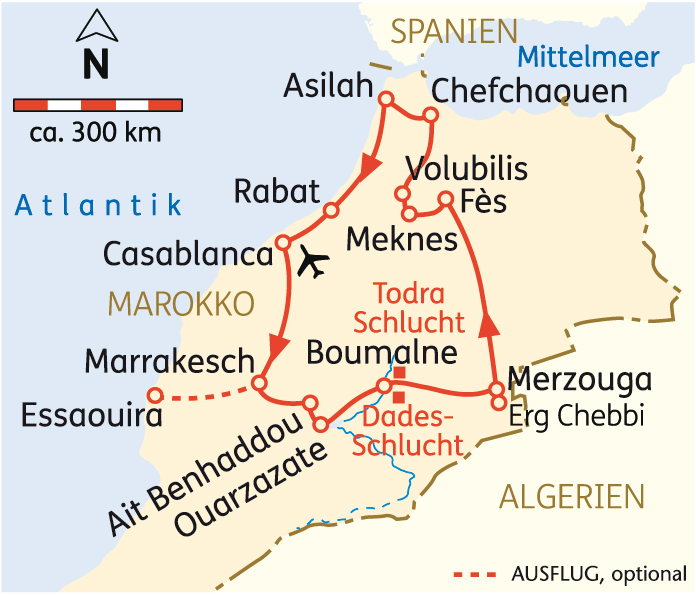 SPANIEN
N
Mittelmeer
Asilah
Chefchaouen
ca. 300 km
Volubilis
Rabat
Fès
Atlantik
Meknes
Casablanca
Todra
Schlucht
MAROKKO
Boumalne
Marrakesch
Merzouga
Essaouira
Erg Chebbi
Dades-
Schlucht
Ait Benhaddou
Ouarzazate
ALGERIEN
AUSFLUG, optional